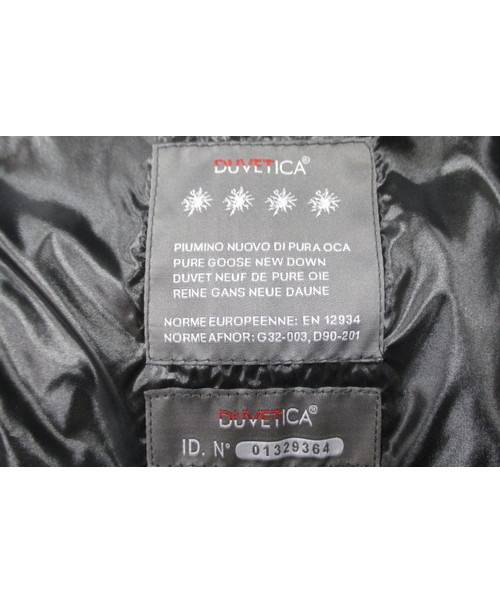 DUVETICA®
PIUMINO NUOVO DI PURA OCA
PURE GOOSE NEW DOWN
DUVET NEUF DE PURE OIE
REINE GANS NEUE DAUNE
NORME EUROPEENNE: EN 12934
NORME AFNOR: G32-003, D90-201
DUVETICA®
ID. N° 01329364